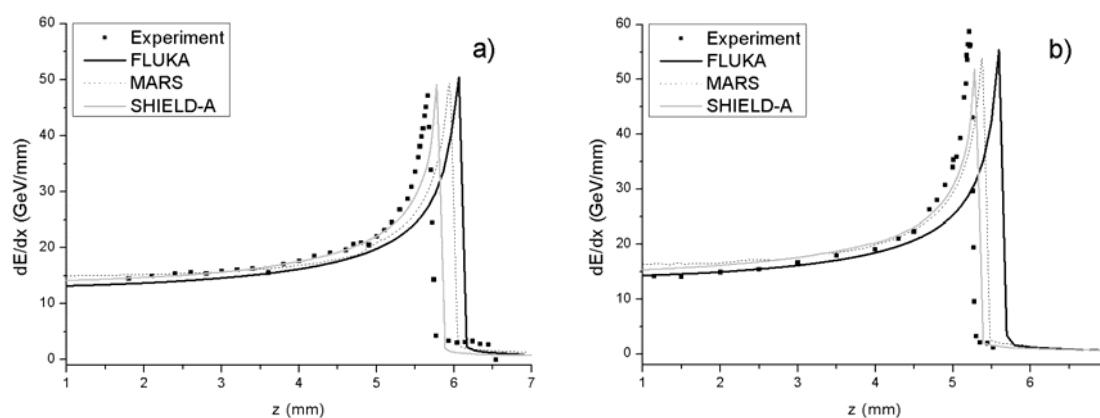 Experiment
FLUKA
MARS
SHIELD-A
a)
60
50
40
30
20
10
0
dE/dx (GeV/mm)
1 2 3 4 5 6 7
z (mm)
Experiment
FLUKA
MARS
SHIELD-A
b)
60
50
40
30
20
10
0
dE/dx (GeV/mm)
1 2 3 4 5 6
z (mm)